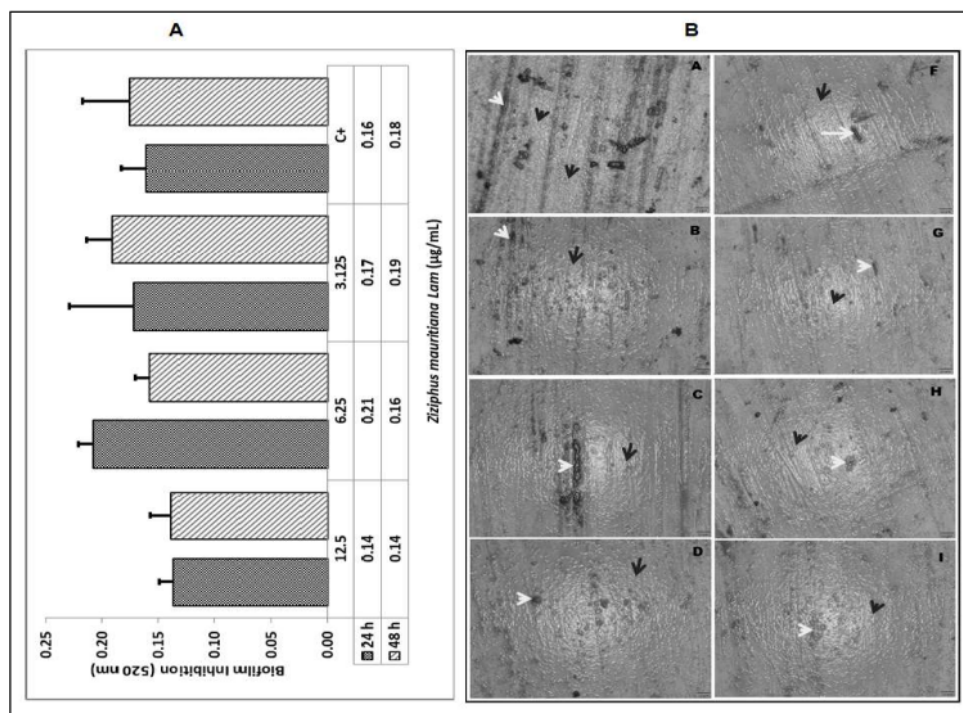 A
B
Biofilm Inhibition (520 nm)
0.25
0.20
0.15
0.10
0.05
0.00
12.5 6.25 3.125 C+
24 h 0.14 0.21 0.17 0.16
48 h 0.14 0.16 0.19 0.18
Ziziphus mauritiana Lam (µg/mL)
A
F
B
G
C
H
D
I